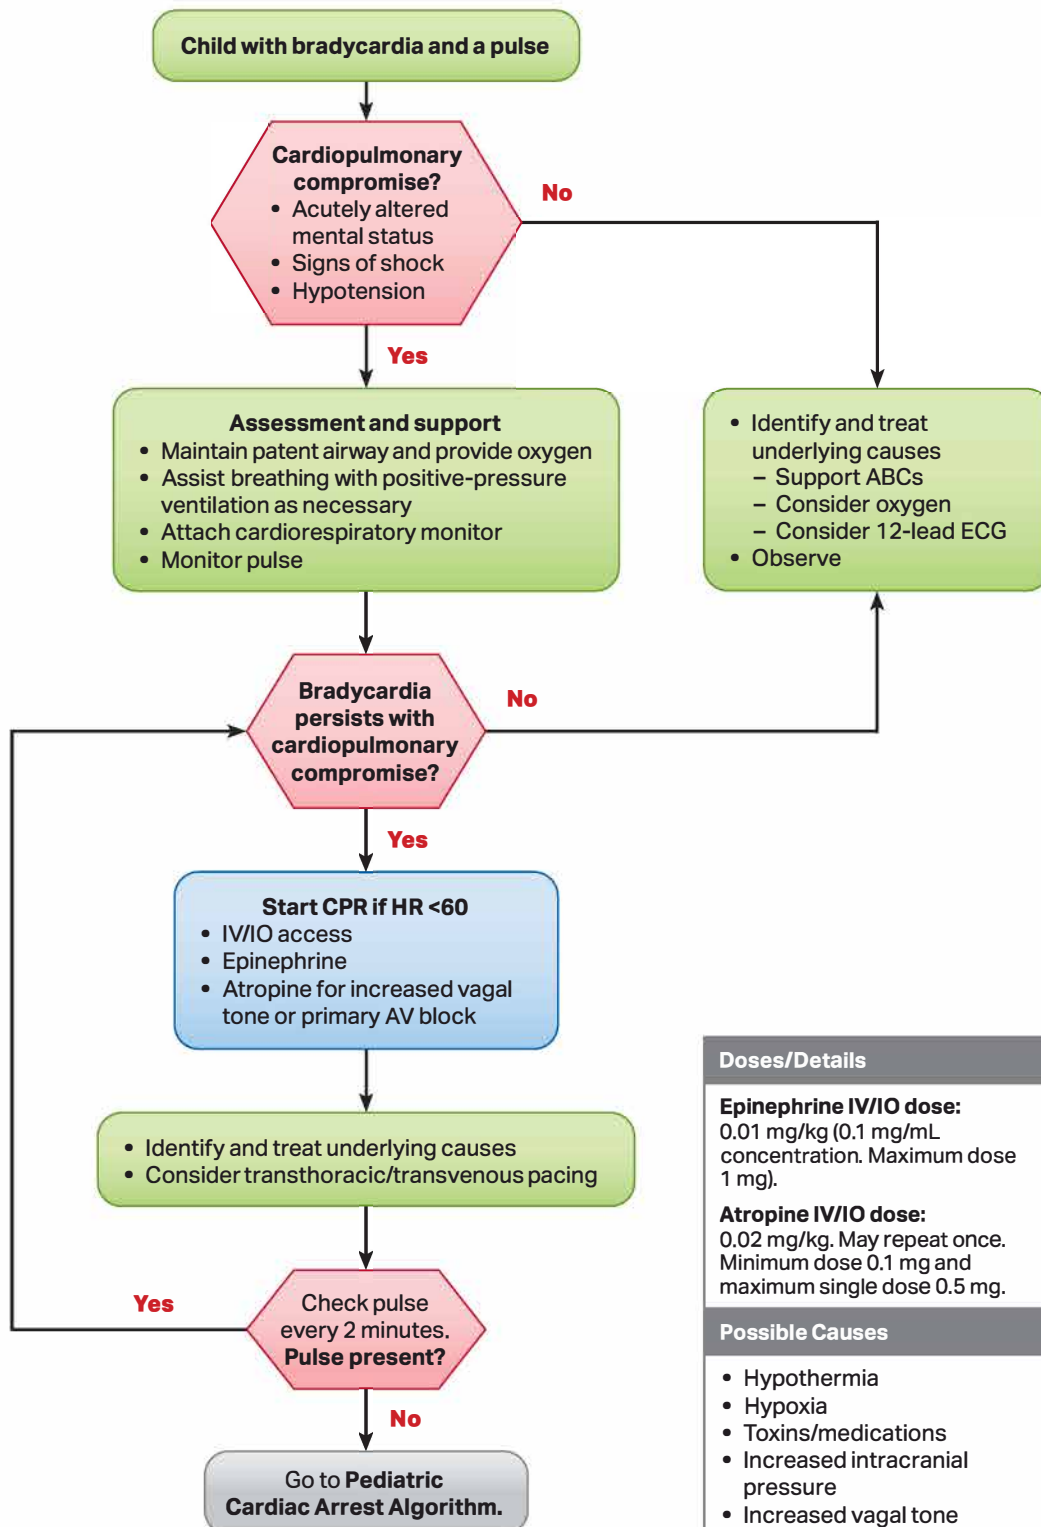 Child with bradycardia and a pulse
Cardiopulmonary
compromise?
• Acutely altered
mental status
• Signs of shock
• Hypotension
No
Yes
Assessment and support
• Maintain patent airway and provide oxygen
• Assist breathing with positive-pressure
ventilation as necessary
• Attach cardiorespiratory monitor
• Monitor pulse
• Identify and treat
underlying causes
– Support ABCs
– Consider oxygen
– Consider 12-lead ECG
• Observe
Bradycardia
persists with
cardiopulmonary
compromise?
No
Yes
Start CPR if HR <60
• IV/IO access
• Epinephrine
• Atropine for increased vagal
tone or primary AV block
• Identify and treat underlying causes
• Consider transthoracic/transvenous pacing
Check pulse
every 2 minutes.
Pulse present?
Yes
No
Go to Pediatric
Cardiac Arrest Algorithm.
Doses/Details
Epinephrine IV/IO dose:
0.01 mg/kg (0.1 mg/mL
concentration. Maximum dose
1 mg).
Atropine IV/IO dose:
0.02 mg/kg. May repeat once.
Minimum dose 0.1 mg and
maximum single dose 0.5 mg.
Possible Causes
• Hypothermia
• Hypoxia
• Toxins/medications
• Increased intracranial
pressure
• Increased vagal tone